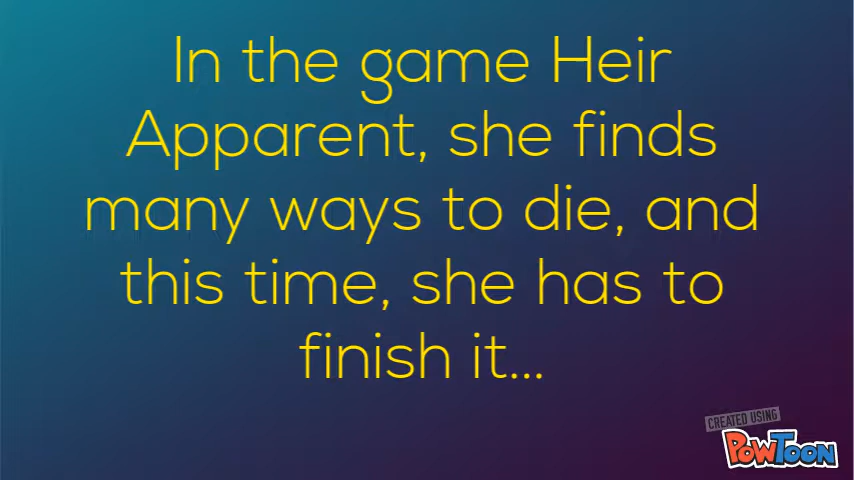 In the game Heir
Apparent, she finds
many ways to die, and
this time, she has to
finish it...
CREATED USING
PowToon